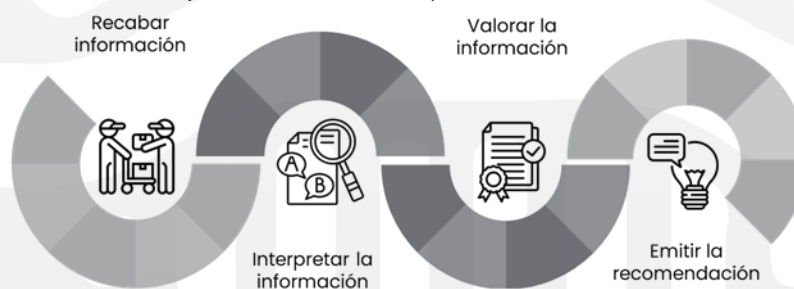 Recabar
información
Interpretar la
información
A
B
Valorar la
información
Emitir la
recomendación